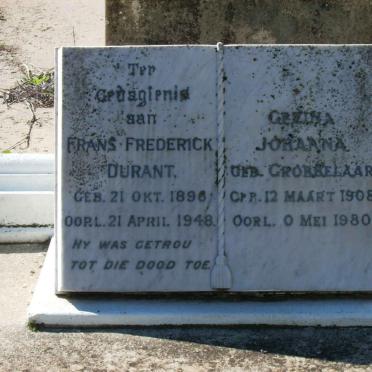 Ter
Gedagtenis
aan
FRANS FREDERICK
DURANT.
GEB. 21 OKT. 1896
OORL. 21 APRIL 1948
HY WAS GETROU
TOT DIE DOOD TOE
GEZINA
JOHANNA
GEB. GROBBELAAR
GEB. 12 MAART 1908
OORL. 0 MEI 1980